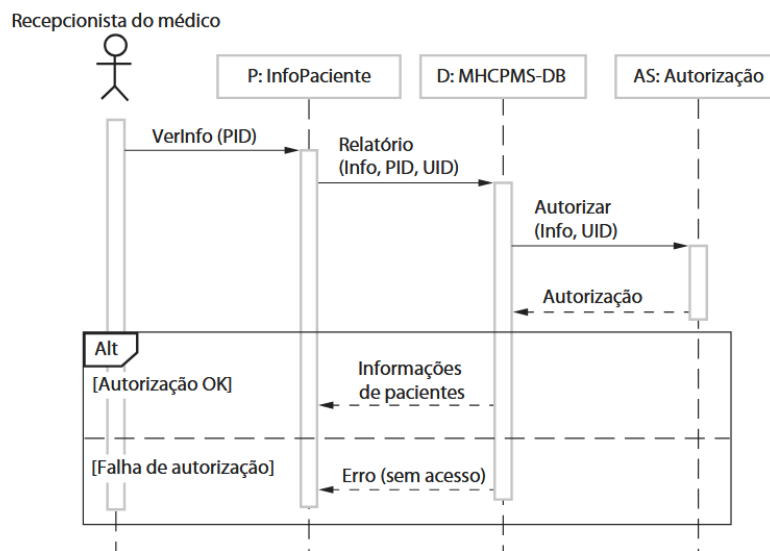 Recepcionista do médico
P: InfoPaciente
D: MHCPMS-DB
AS: Autorização
VerInfo (PID)
Relatório
(Info, PID, UID)
Autorizar
(Info, UID)
Autorização
Alt
[Autorização OK]
Informações
de pacientes
[Falha de autorização]
Erro (sem acesso)